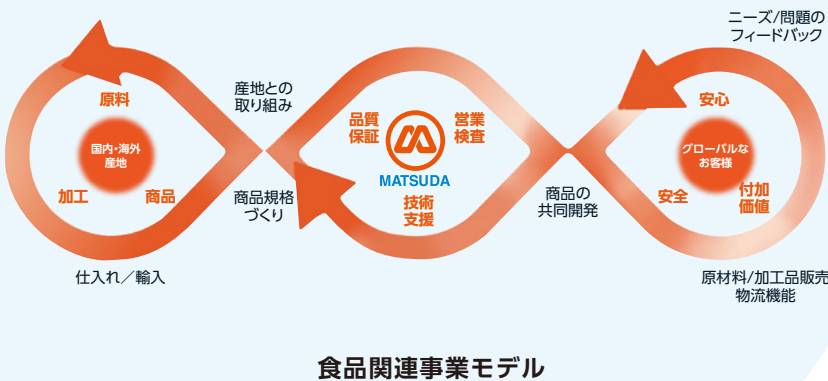 原料
国内・海外
産地
加工
商品
仕入れ／輸入
産地との
取り組み
商品規格
づくり
品質
保証
営業
検査
MATSUDA
技術
支援
商品の
共同開発
ニーズ/問題の
フィードバック
安心
グローバルな
お客様
安全
付加
価値
原材料/加工品販売
物流機能
食品関連事業モデル